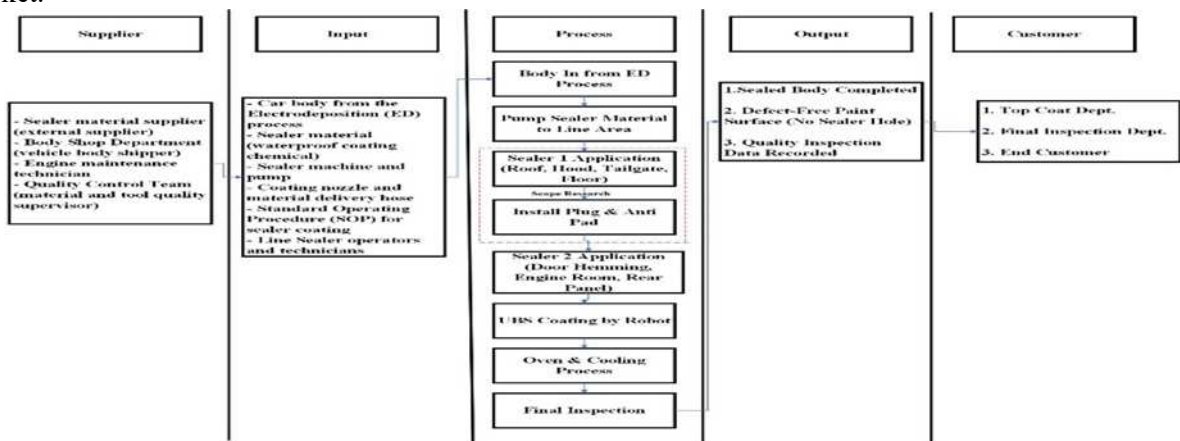 Supplier
Input
Process
Output
Customer
- Sealer material supplier
(external supplier)
- Body Shop Department
(vehicle body shipper)
- Engine maintenance
technician
- Quality Control Team
(material and tool quality
supervisor)
- Car body from the
Electrodeposition (ED)
process
- Sealer material
(waterproof coating
chemical)
- Sealer machine and
pump
- Coating nozzle and
material delivery hose
- Standard Operating
Procedure (SOP) for
sealer coating
- Line Sealer operators
and technicians
Body In from ED
Process
Pump Sealer Material
to Line Area
Sealer 1 Application
(Roof, Hood, Tailgate,
Floor)
Scope Research
Install Plug & Anti
Pad
Sealer 2 Application
(Door Hemming,
Engine Room, Rear
Panel)
UBS Coating by Robot
Oven & Cooling
Process
Final Inspection
1.Sealed Body Completed
2. Defect-Free Paint
Surface (No Sealer Hole)
3. Quality Inspection
Data Recorded
1. Top Coat Dept.
2. Final Inspection Dept.
3. End Customer